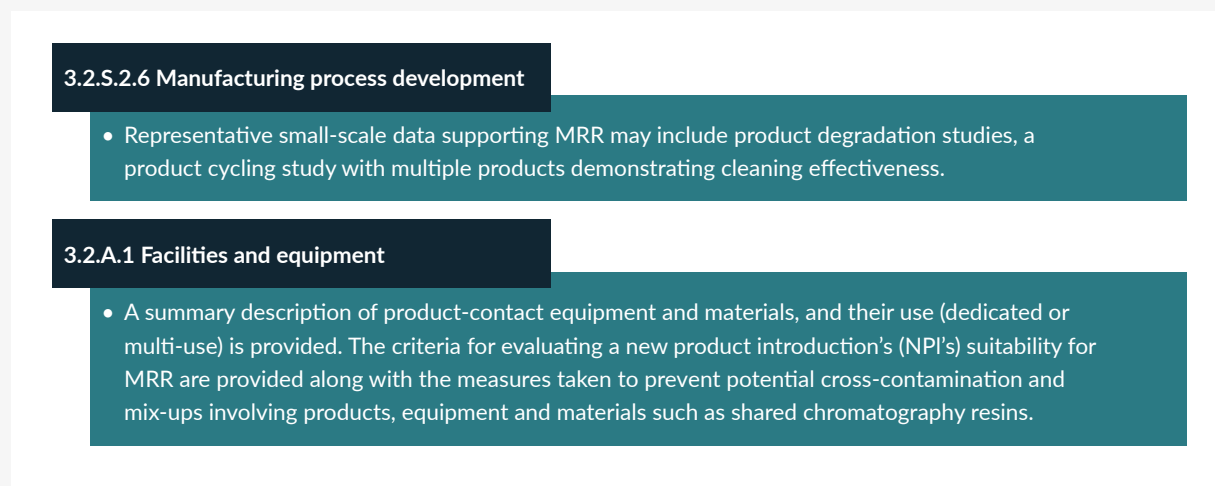 3.2.S.2.6 Manufacturing process development
• Representative small-scale data supporting MRR may include product degradation studies, a
product cycling study with multiple products demonstrating cleaning effectiveness.
3.2.A.1 Facilities and equipment
• A summary description of product-contact equipment and materials, and their use (dedicated or
multi-use) is provided. The criteria for evaluating a new product introduction’s (NPI’s) suitability for
MRR are provided along with the measures taken to prevent potential cross-contamination and
mix-ups involving products, equipment and materials such as shared chromatography resins.